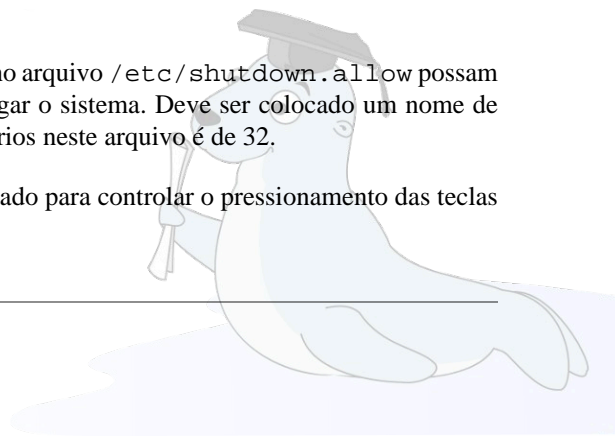 no arquivo /etc/shutdown.allow possam
gar o sistema. Deve ser colocado um nome de
rios neste arquivo é de 32.
ado para controlar o pressionamento das teclas